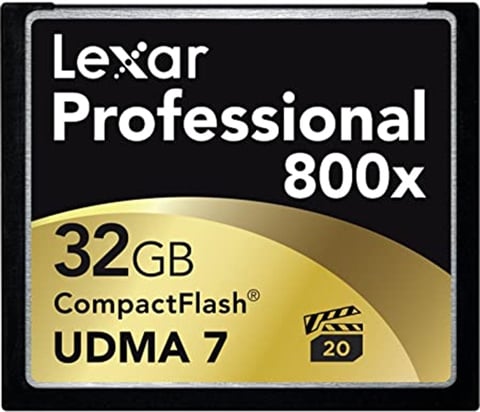 Lexar
Professional
800x
32GB
CompactFlash®
UDMA 7
20